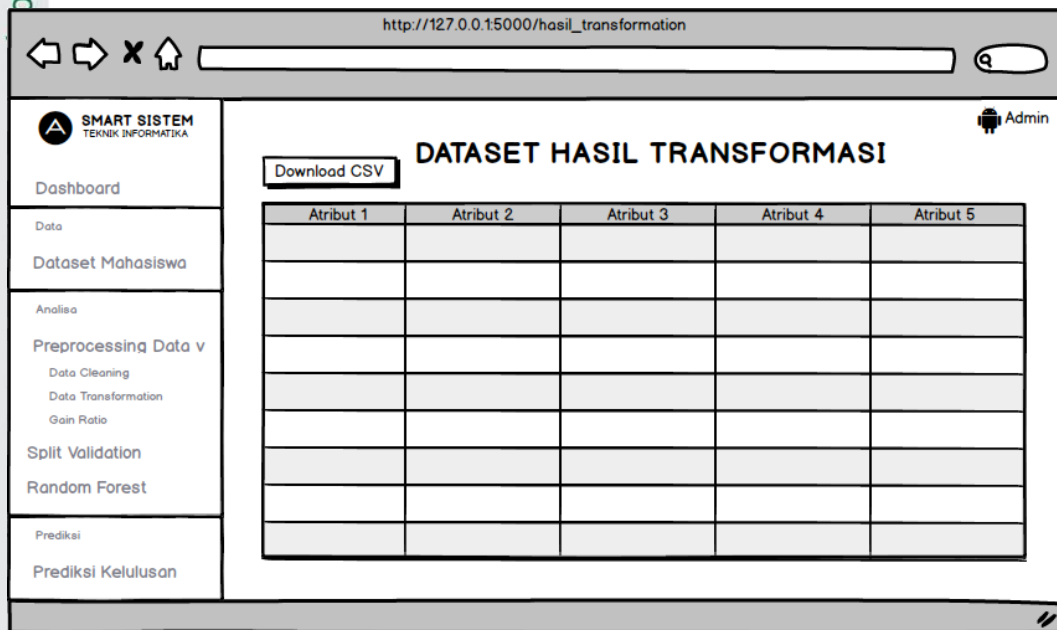 http://127.0.0.1:5000/hasil_transformation
SMART SISTEM
TEKNIK INFORMATIKA
Admin
DATASET HASIL TRANSFORMASI
Download CSV
Dashboard
Data
Dataset Mahasiswa
Analisa
Preprocessing Data v
Data Cleaning
Data Transformation
Gain Ratio
Split Validation
Random Forest
Prediksi
Prediksi Kelulusan
Atribut 1 Atribut 2 Atribut 3 Atribut 4 Atribut 5